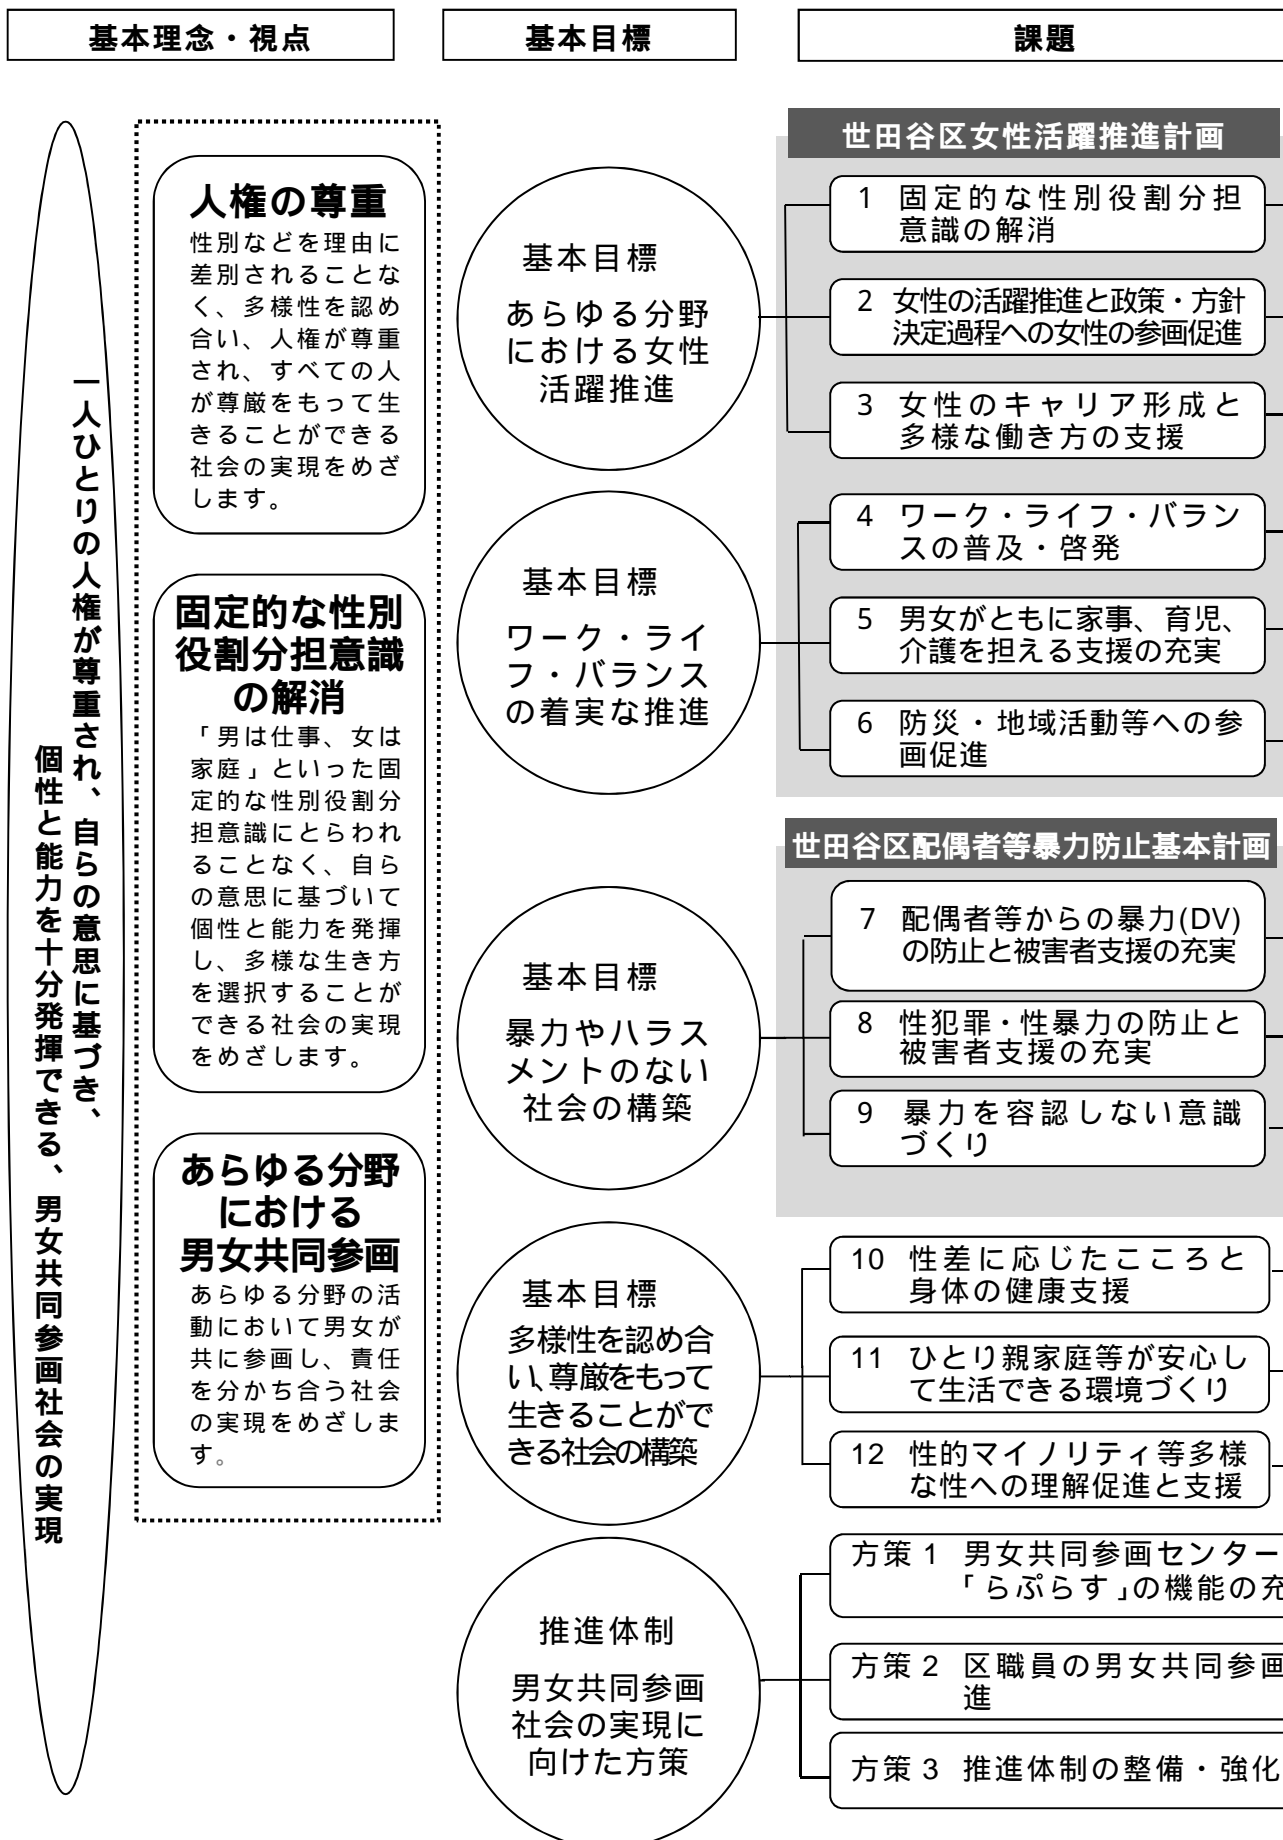 基本理念・視点
基本目標
課題
一人ひとりの人権が尊重され、自らの意思に基づき、
個性と能力を十分発揮できる、男女共同参画社会の実現
人権の尊重
性別などを理由に
差別されることな
く、多様性を認め
合い、人権が尊重
され、すべての人
が尊厳をもって生
きることができる
社会の実現をめざ
します。
固定的な性別
役割分担意識
の解消
「男は仕事、女は
家庭」といった固
定的な性別役割分
担意識にとらわれ
ることなく、自ら
の意思に基づいて
個性と能力を発揮
し、多様な生き方
を選択することが
できる社会の実現
をめざします。
あらゆる分野
における
男女共同参画
あらゆる分野の活
動において男女が
共に参画し、責任
を分かち合う社会
の実現をめざしま
す。
基本目標
あらゆる分野
における女性
活躍推進
世田谷区女性活躍推進計画
1 固定的な性別役割分担
意識の解消
2 女性の活躍推進と政策・方針
決定過程への女性の参画促進
3 女性のキャリア形成と
多様な働き方の支援
基本目標
ワーク・ライ
フ・バランス
の着実な推進
4 ワーク・ライフ・バラン
スの普及・啓発
5 男女がともに家事、育児、
介護を担える支援の充実
6 防災・地域活動等への参
画促進
基本目標
暴力やハラス
メントのない
社会の構築
世田谷区配偶者等暴力防止基本計画
7 配偶者等からの暴力(DV)
の防止と被害者支援の充実
8 性犯罪・性暴力の防止と
被害者支援の充実
9 暴力を容認しない意識
づくり
基本目標
多様性を認め合
い、尊厳をもって
生きることがで
きる社会の構築
10 性差に応じたこころと
身体の健康支援
11 ひとり親家庭等が安心し
て生活できる環境づくり
12 性的マイノリティ等多様
な性への理解促進と支援
推進体制
男女共同参画
社会の実現に
向けた方策
方策1 男女共同参画センター
「らぷらす」の機能の充
方策2 区職員の男女共同参画
進
方策3 推進体制の整備・強化